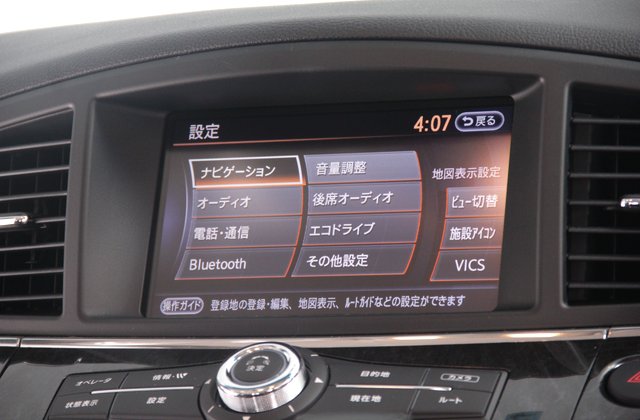 設定
4:07 戻る
ナビゲーション 音量調整 地図表示設定
オーディオ 後席オーディオ ビュー切替
電話・通信 エコドライブ 施設アイコン
Bluetooth その他設定 VICS
操作ガイド 登録地の登録・編集、地図表示、ルートガイドなどの設定ができます
オペレータ 情報・ 決定 目的地 カメラ
状態表示 設定 現在地 ルート